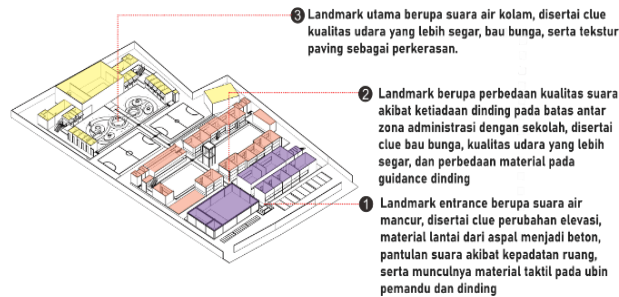 3 Landmark utama berupa suara air kolam, disertai clue
kualitas udara yang lebih segar, bau bunga, serta tekstur
paving sebagai perkerasan.
2 Landmark berupa perbedaan kualitas suara
akibat ketiadaan dinding pada batas antar
zona administrasi dengan sekolah, disertai
clue bau bunga, kualitas udara yang lebih
segar, dan perbedaan material pada
guidance dinding
1 Landmark entrance berupa suara air
mancur, disertai clue perubahan elevasi,
material lantai dari aspal menjadi beton,
pantulan suara akibat kepadatan ruang,
serta munculnya material taktil pada ubin
pemandu dan dinding